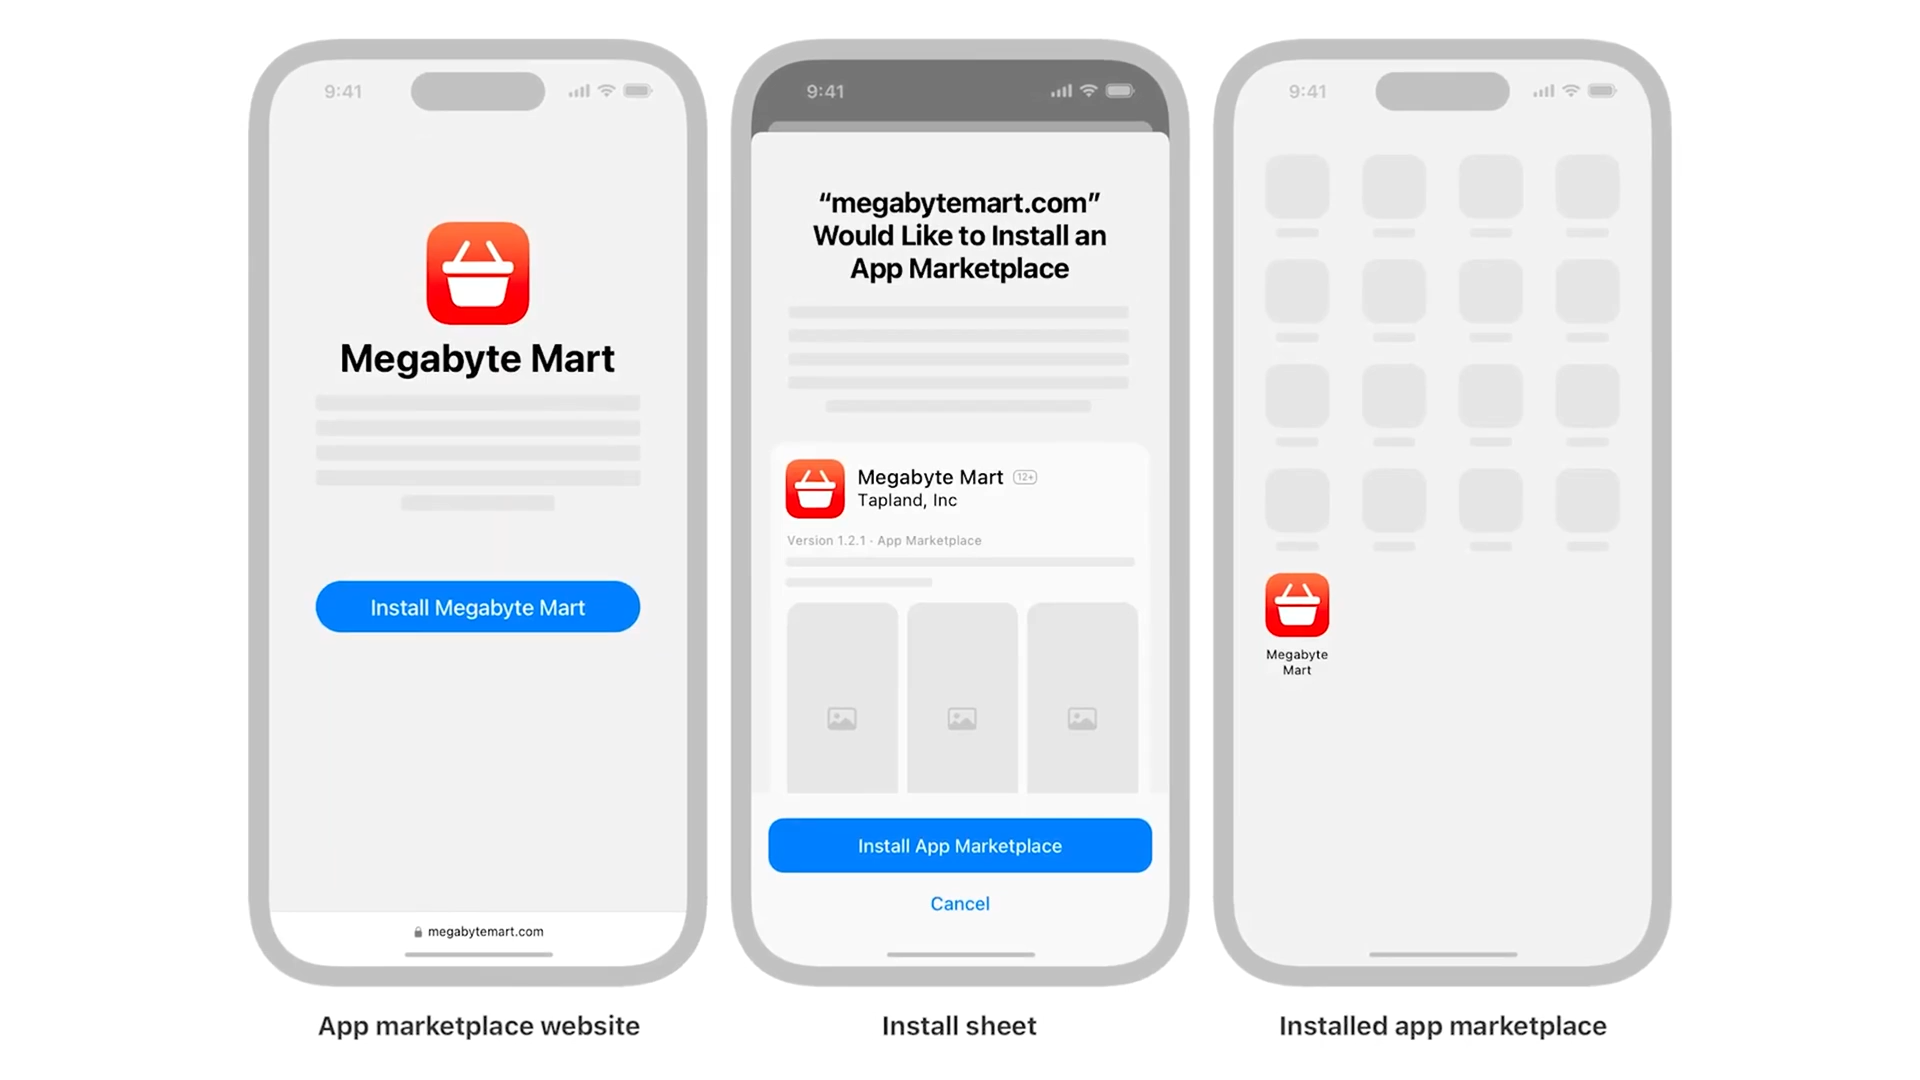 9:41
Megabyte Mart
Install Megabyte Mart
megabytemart.com
App marketplace website
9:41
“megabytemart.com”
Would Like to Install an
App Marketplace
Megabyte Mart 12+
Tapland, Inc
Version 1.2.1 · App Marketplace
Install App Marketplace
Cancel
Install sheet
9:41
Megabyte
Mart
Installed app marketplace